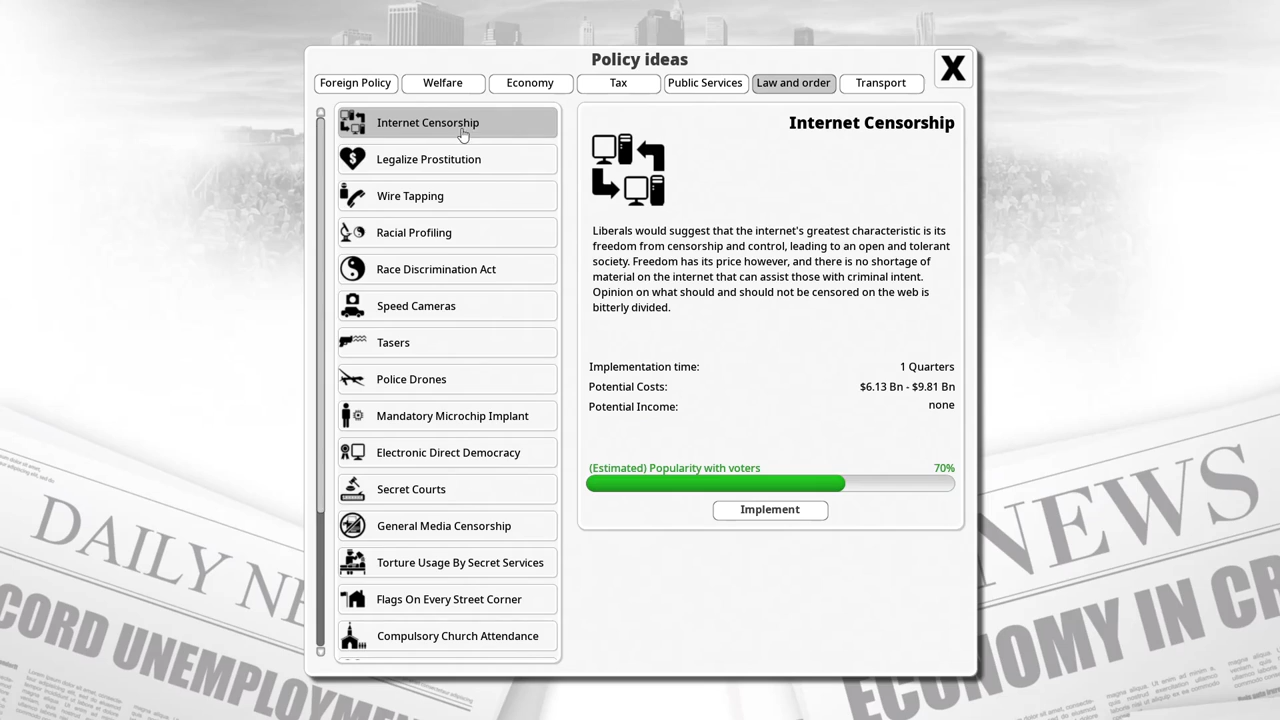 Policy ideas
X
Foreign Policy
Welfare
Economy
Tax
Public Services
Law and order
Transport
Internet Censorship
Legalize Prostitution
Wire Tapping
Racial Profiling
Race Discrimination Act
Speed Cameras
Tasers
Police Drones
Mandatory Microchip Implant
Electronic Direct Democracy
Secret Courts
General Media Censorship
Torture Usage By Secret Services
Flags On Every Street Corner
Compulsory Church Attendance
Internet Censorship
Liberals would suggest that the internet's greatest characteristic is its
freedom from censorship and control, leading to an open and tolerant
society. Freedom has its price however, and there is no shortage of
material on the internet that can assist those with criminal intent.
Opinion on what should and should not be censored on the web is
bitterly divided.
Implementation time: 1 Quarters
Potential Costs: $6.13 Bn - $9.81 Bn
Potential Income: none
(Estimated) Popularity with voters 70%
Implement
DAILY NE
CORD UNEMPLOYM
NEWS
ECONOMY IN CR